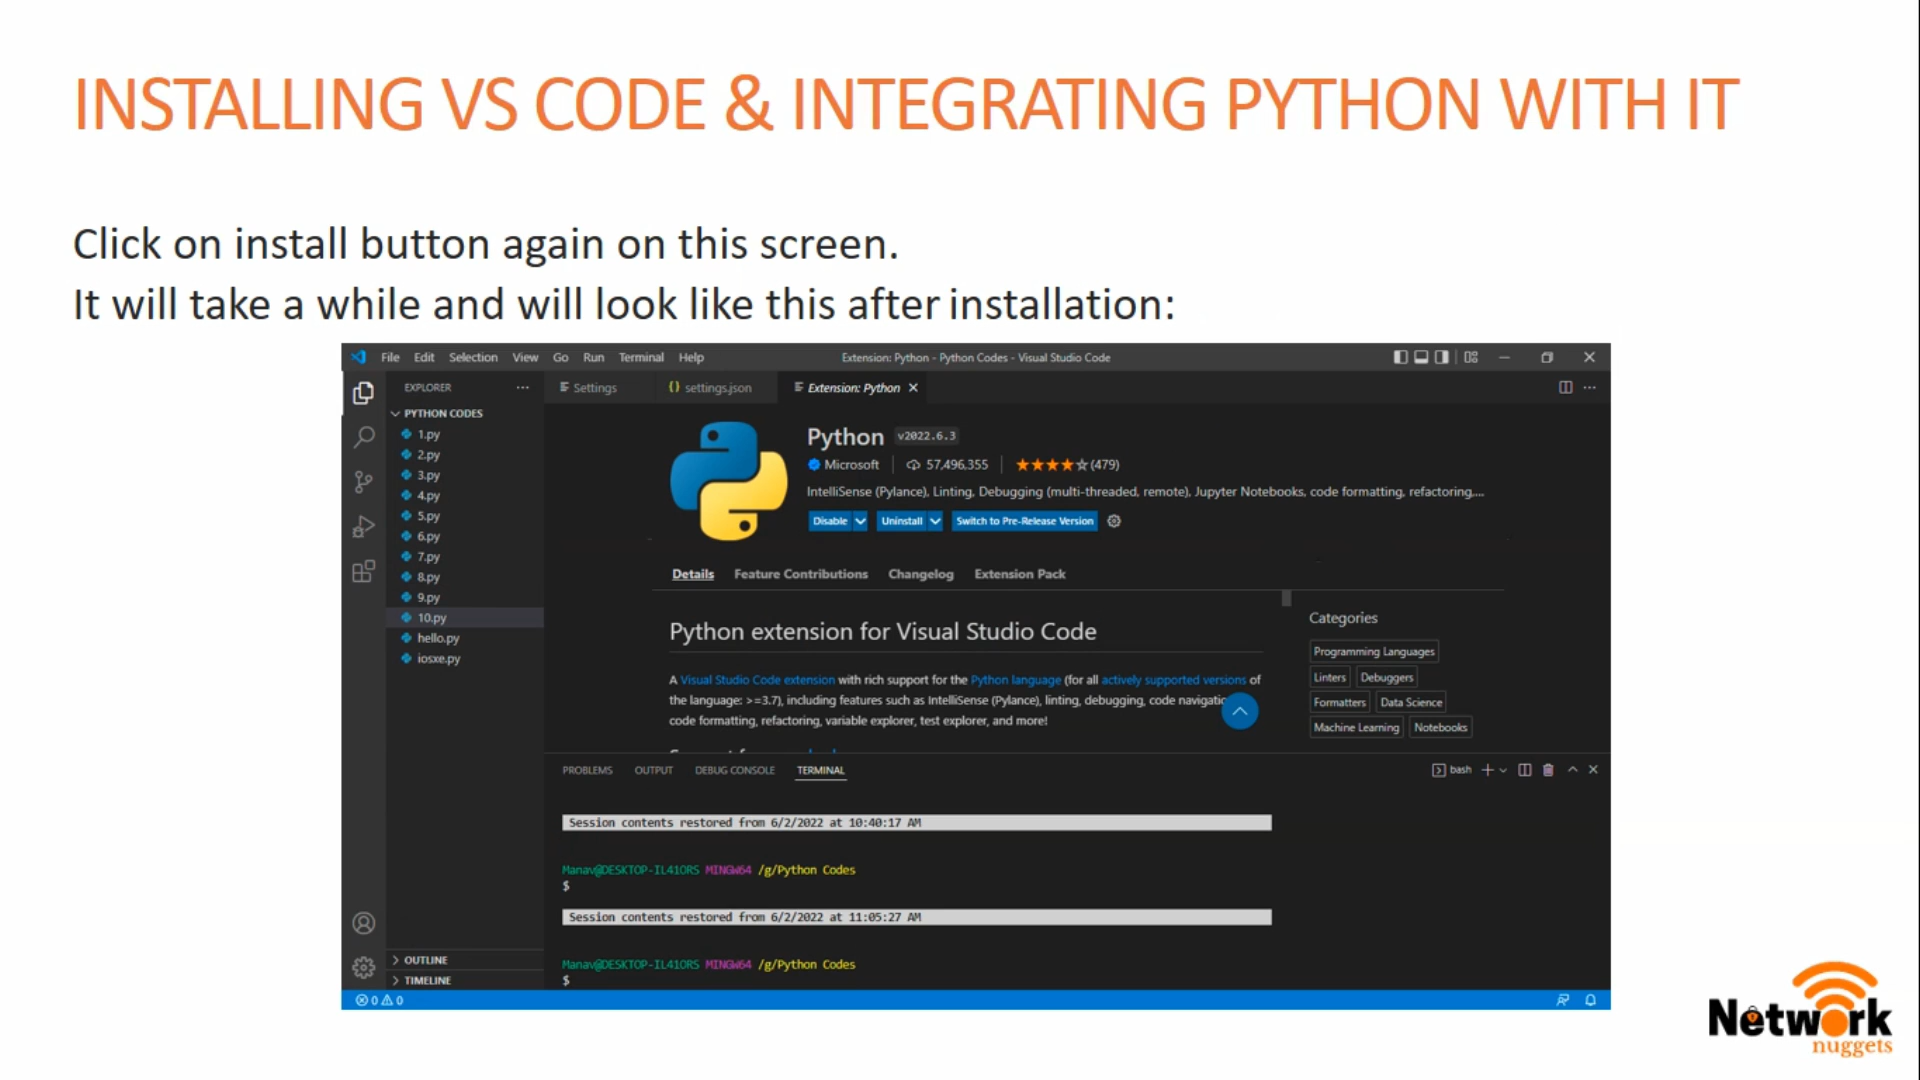 INSTALLING VS CODE & INTEGRATING PYTHON WITH IT
Click on install button again on this screen.
It will take a while and will look like this after installation:
File Edit Selection View Go Run Terminal Help
Extension: Python - Python Codes - Visual Studio Code
EXPLORER
Settings
settings.json
Extension: Python
PYTHON CODES
1.py
2.py
3.py
4.py
5.py
6.py
7.py
8.py
9.py
10.py
hello.py
iosxe.py
OUTLINE
TIMELINE
Python v2022.6.3
Microsoft 57,496,355 (479)
IntelliSense (Pylance), Linting, Debugging (multi-threaded, remote), Jupyter Notebooks, code formatting, refactoring,...
Disable Uninstall Switch to Pre-Release Version
Details Feature Contributions Changelog Extension Pack
Python extension for Visual Studio Code
A Visual Studio Code extension with rich support for the Python language (for all actively supported versions of
the language: >=3.7), including features such as IntelliSense (Pylance), linting, debugging, code navigatio
code formatting, refactoring, variable explorer, test explorer, and more!
Categories
Programming Languages
Linters Debuggers
Formatters Data Science
Machine Learning Notebooks
PROBLEMS OUTPUT DEBUG CONSOLE TERMINAL
bash
Session contents restored from 6/2/2022 at 10:40:17 AM
Manav@DESKTOP-IL41ORS MINGW64 /g/Python Codes
$
Session contents restored from 6/2/2022 at 11:05:27 AM
Manav@DESKTOP-IL41ORS MINGW64 /g/Python Codes
$
0 0
Network
nuggets